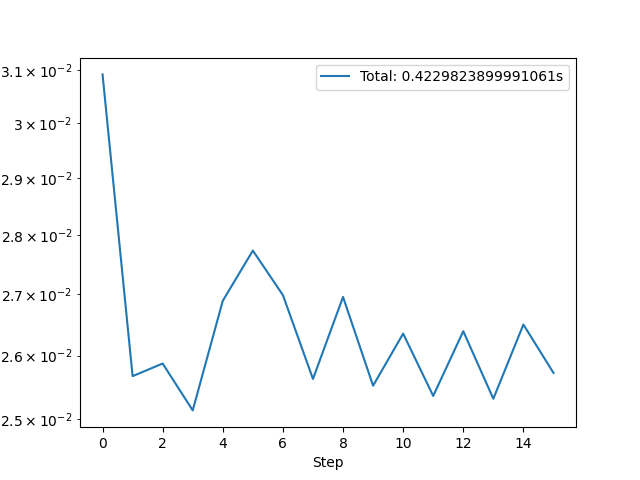 Total: 0.4229823899991061s
3.1 × 10⁻²
3 × 10⁻²
2.9 × 10⁻²
2.8 × 10⁻²
2.7 × 10⁻²
2.6 × 10⁻²
2.5 × 10⁻²
0 2 4 6 8 10 12 14
Step